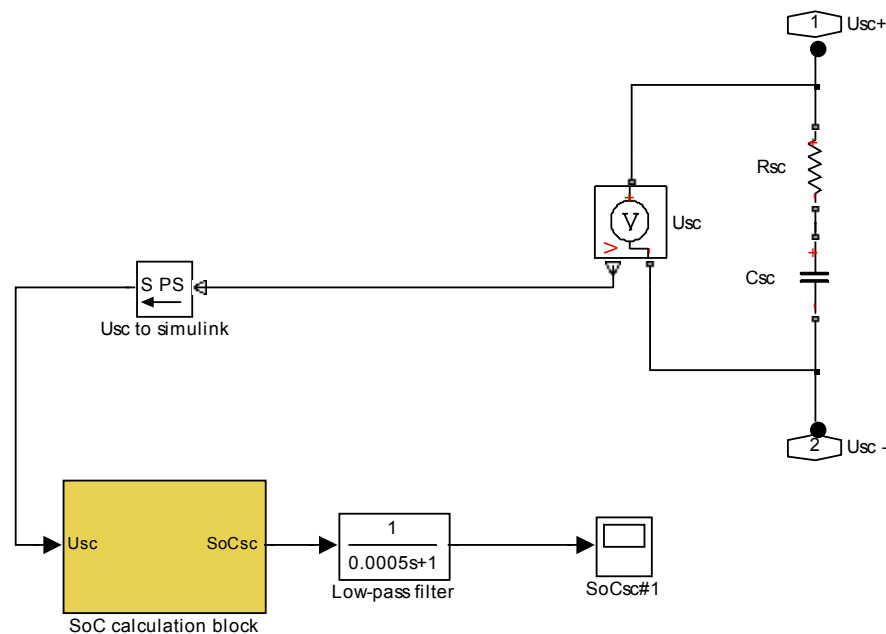 1
Usc+
Rsc
+
V
V
Usc
+
Csc
S PS
Usc to simulink
2
Usc -
Usc
SoCsc
1
0.0005s+1
Low-pass filter
SoCsc#1
SoC calculation block